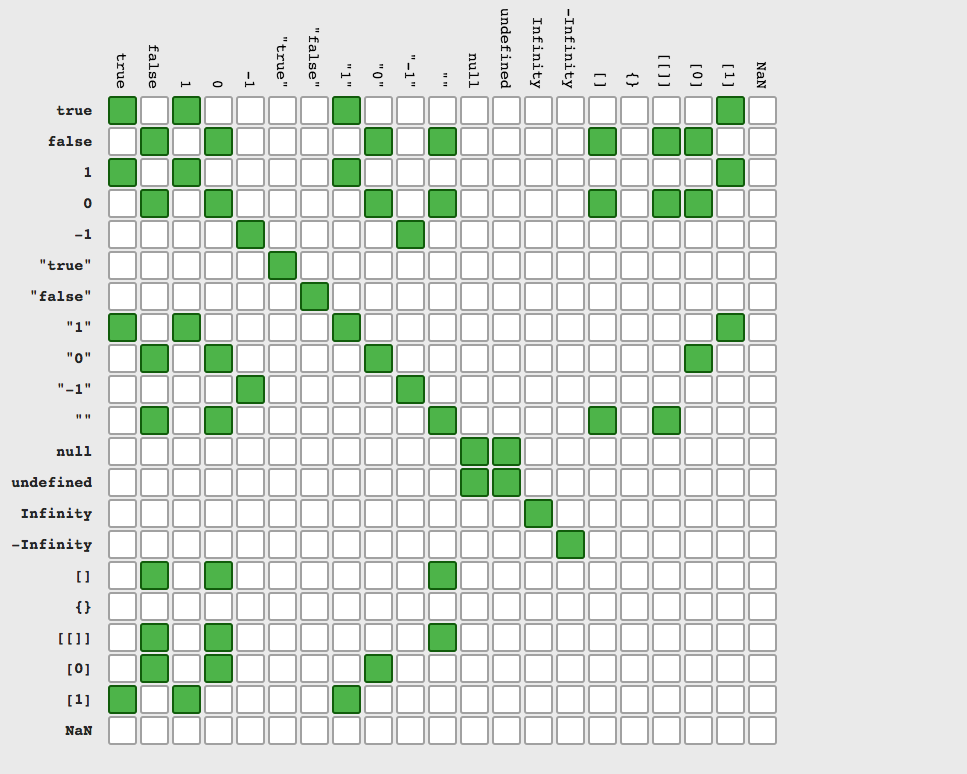 true
false
1
0
-1
"true"
"false"
"1"
"0"
"-1"
""
null
undefined
Infinity
-Infinity
[]
{}
[[]]
[0]
[1]
NaN
true
false
1
0
-1
"true"
"false"
"1"
"0"
"-1"
""
null
undefined
Infinity
-Infinity
[]
{}
[[]]
[0]
[1]
NaN